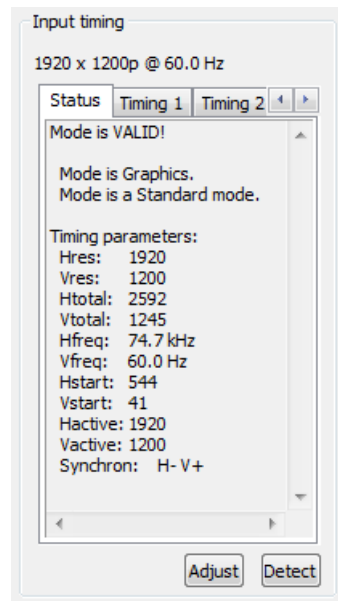 Input timing
1920 x 1200p @ 60.0 Hz
Status Timing 1 Timing 2
Mode is VALID!
Mode is Graphics.
Mode is a Standard mode.
Timing parameters:
Hres: 1920
Vres: 1200
Htotal: 2592
Vtotal: 1245
Hfreq: 74.7 kHz
Vfreq: 60.0 Hz
Hstart: 544
Vstart: 41
Hactive: 1920
Vactive: 1200
Synchron: H- V+
Adjust Detect